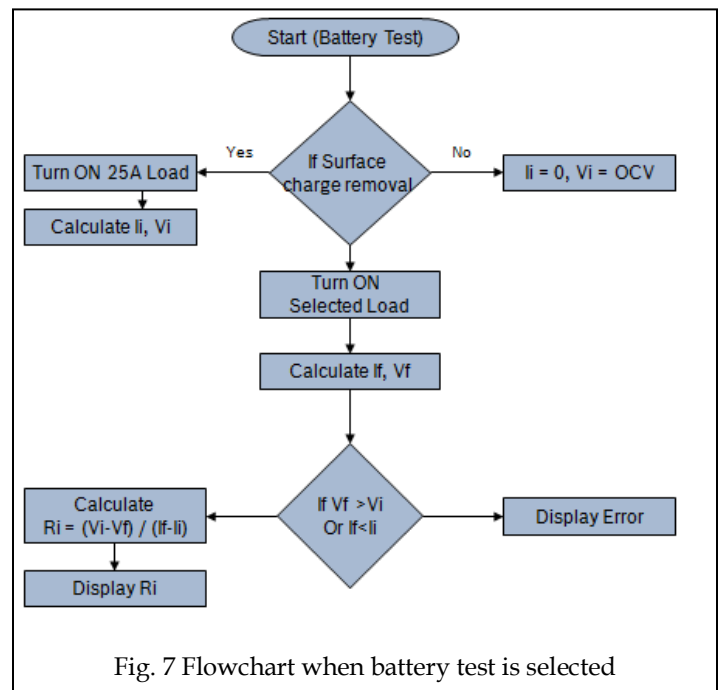 Start (Battery Test)
If Surface
charge removal
Yes
No
Turn ON 25A Load
Ii = 0, Vi = OCV
Calculate Ii, Vi
Turn ON
Selected Load
Calculate If, Vf
If Vf >Vi
Or If<Ii
Calculate
Ri = (Vi-Vf) / (If-Ii)
Display Error
Display Ri
Fig. 7 Flowchart when battery test is selected